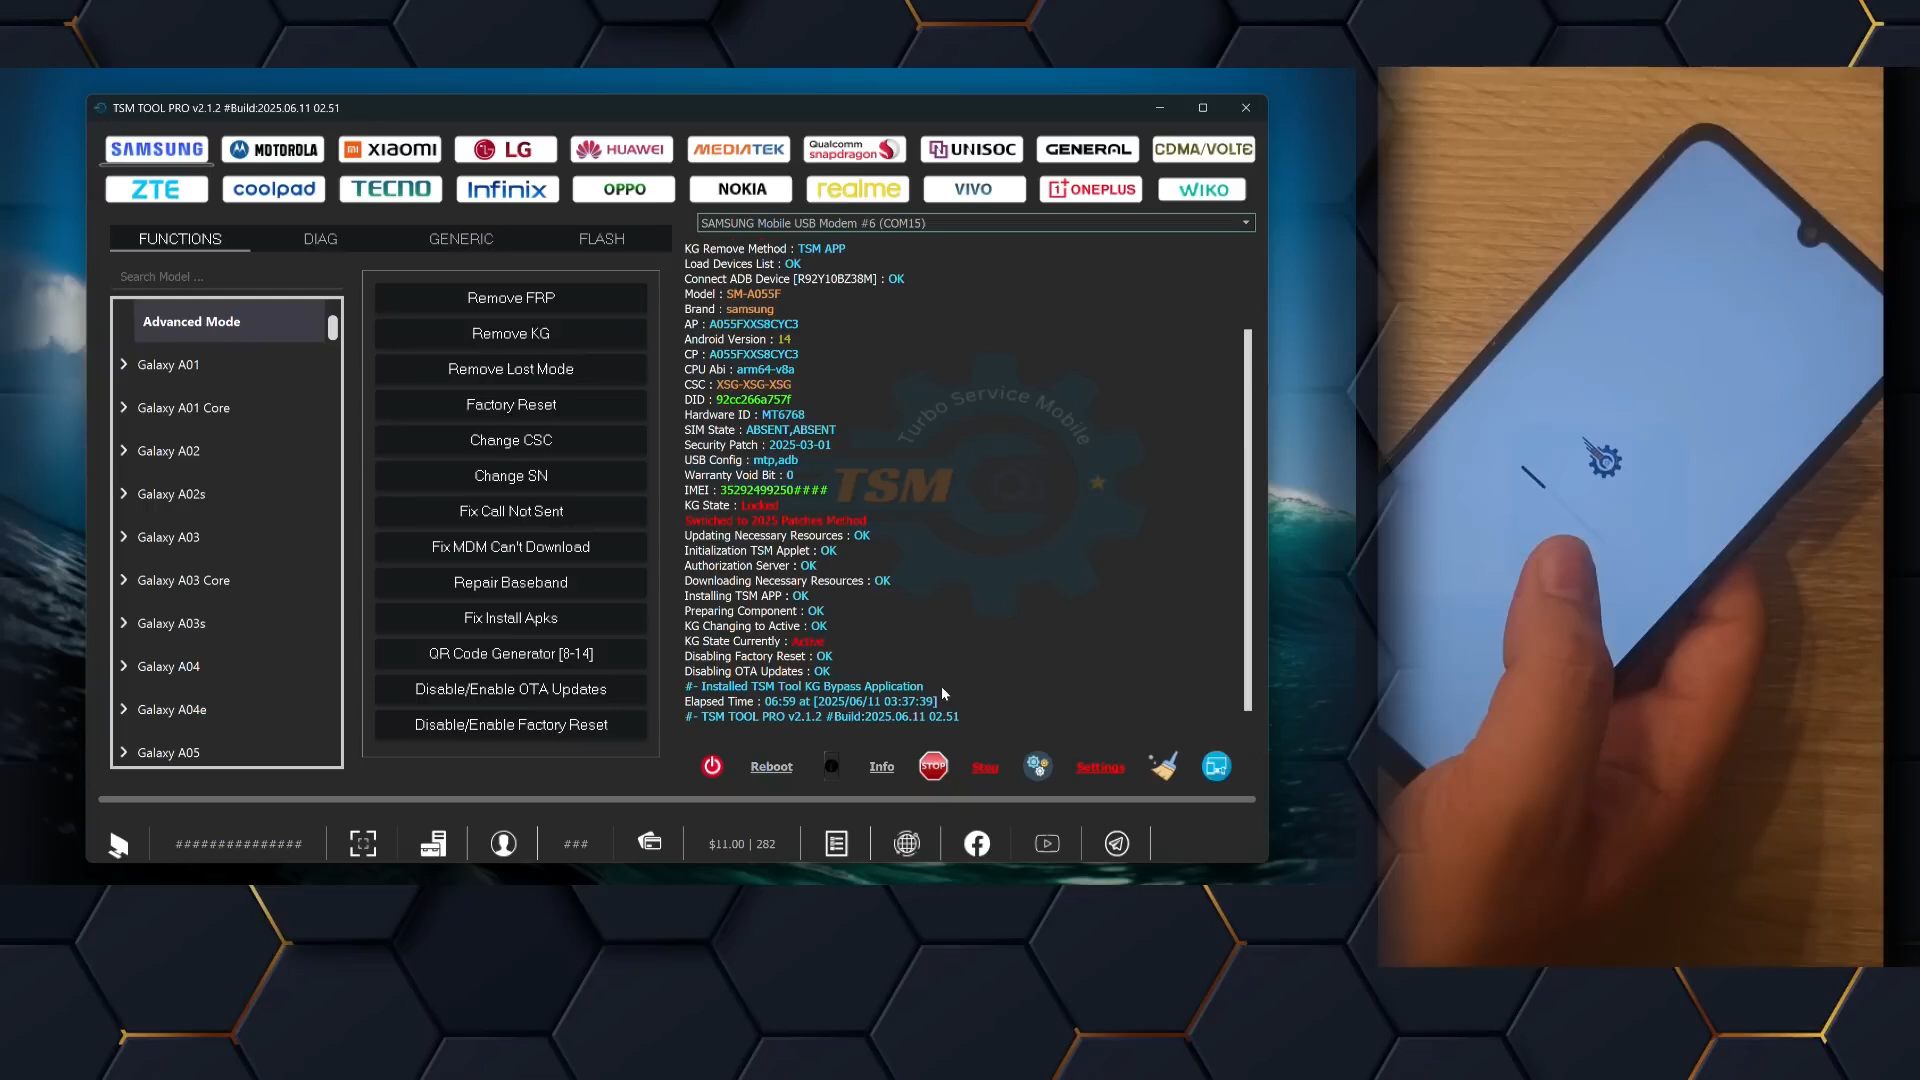 TSM TOOL PRO v2.1.2 #Build:2025.06.11 02.51
SAMSUNG
MOTOROLA
xiaomi
LG
HUAWEI
MEDIATEK
Qualcomm snapdragon
UNISOC
GENERAL
CDMA/VOLTE
ZTE
coolpad
TECNO
Infinix
OPPO
NOKIA
realme
VIVO
ONEPLUS
WIKO
FUNCTIONS
DIAG
GENERIC
FLASH
Search Model ...
Advanced Mode
Galaxy A01
Galaxy A01 Core
Galaxy A02
Galaxy A02s
Galaxy A03
Galaxy A03 Core
Galaxy A03s
Galaxy A04
Galaxy A04e
Galaxy A05
Remove FRP
Remove KG
Remove Lost Mode
Factory Reset
Change CSC
Change SN
Fix Call Not Sent
Fix MDM Can't Download
Repair Baseband
Fix Install Apks
QR Code Generator [8-14]
Disable/Enable OTA Updates
Disable/Enable Factory Reset
SAMSUNG Mobile USB Modem #6 (COM15)
KG Remove Method : TSM APP
Load Devices List : OK
Connect ADB Device [R92Y10BZ38M] : OK
Model : SM-A055F
Brand : samsung
AP : A055FXXS8CYC3
Android Version : 14
CP : A055FXXS8CYC3
CPU Abi : arm64-v8a
CSC : XSG-XSG-XSG
DID : 92cc266a757f
Hardware ID : MT6768
SIM State : ABSENT,ABSENT
Security Patch : 2025-03-01
USB Config : mtp,adb
Warranty Void Bit : 0
IMEI : 35292499250####
KG State : Locked
Switched to 2025 Patches Method
Updating Necessary Resources : OK
Initialization TSM Applet : OK
Authorization Server : OK
Downloading Necessary Resources : OK
Installing TSM APP : OK
Preparing Component : OK
KG Changing to Active : OK
KG State Currently : Active
Disabling Factory Reset : OK
Disabling OTA Updates : OK
#- Installed TSM Tool KG Bypass Application
Elapsed Time : 06:59 at [2025/06/11 03:37:39]
#- TSM TOOL PRO v2.1.2 #Build:2025.06.11 02.51
Turbo Service Mobile
TSM
Reboot
Info
STOP
Stop
Settings
###############
###
$11.00 | 282